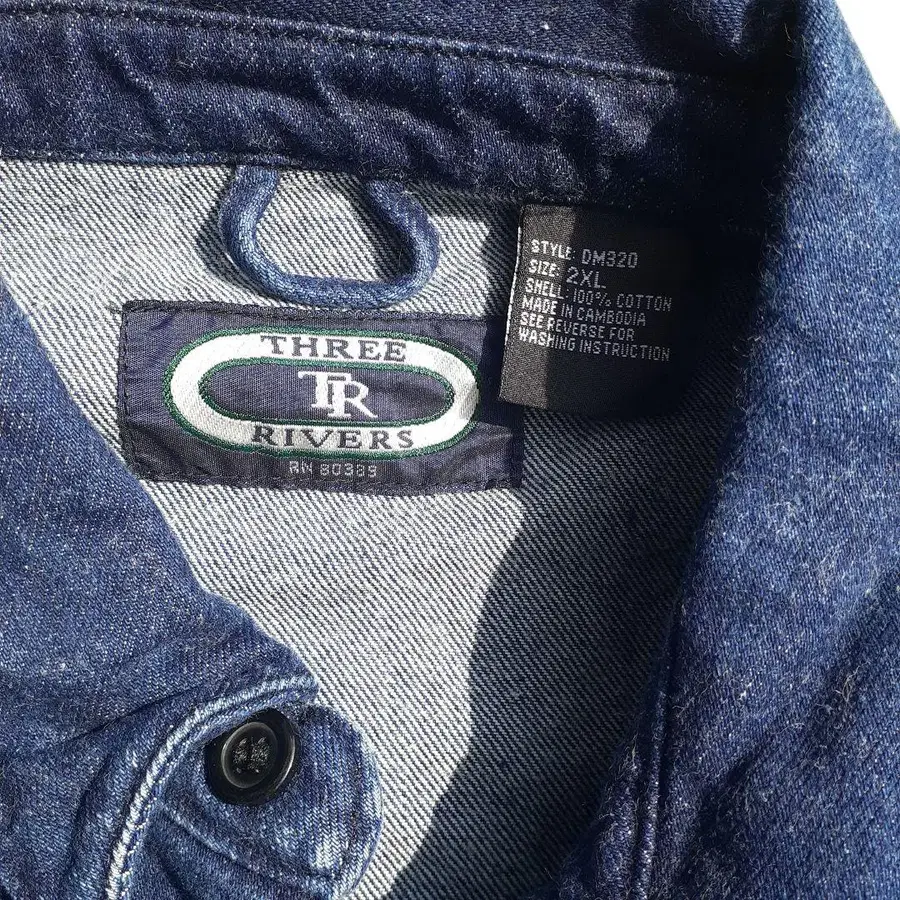 THREE
TR
RIVERS
RN 80389
STYLE: DM320
SIZE: 2XL
SHELL: 100% COTTON
MADE IN CAMBODIA
SEE REVERSE FOR
WASHING INSTRUCTION